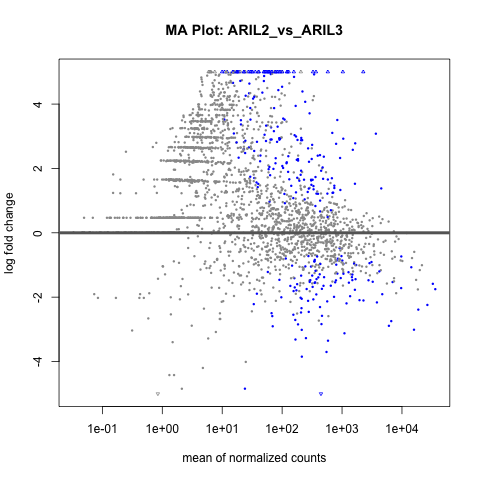 MA Plot: ARIL2_vs_ARIL3
log fold change
4
2
0
-2
-4
1e-01 1e+00 1e+01 1e+02 1e+03 1e+04
mean of normalized counts